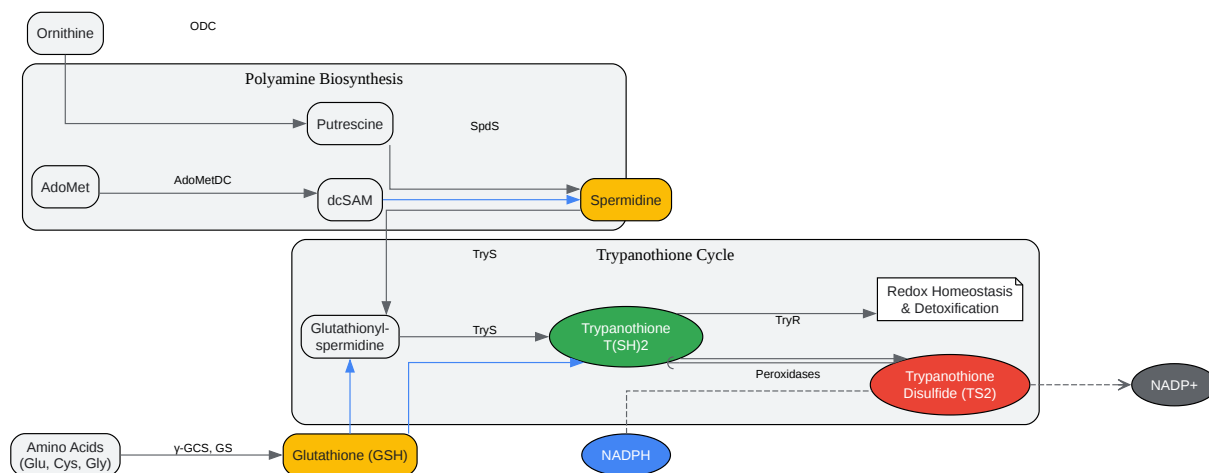 ODC
Ornithine
Polyamine Biosynthesis
Putrescine
SpdS
AdoMetDC
AdoMet
dcSAM
Spermidine
TryS
Trypanothione Cycle
Redox Homeostasis
& Detoxification
Glutathionyl-
spermidine
TryS
Trypanothione
T(SH)2
TryR
Peroxidases
Trypanothione
Disulfide (TS2)
NADP+
Amino Acids
(Glu, Cys, Gly)
γ-GCS, GS
Glutathione (GSH)
NADPH